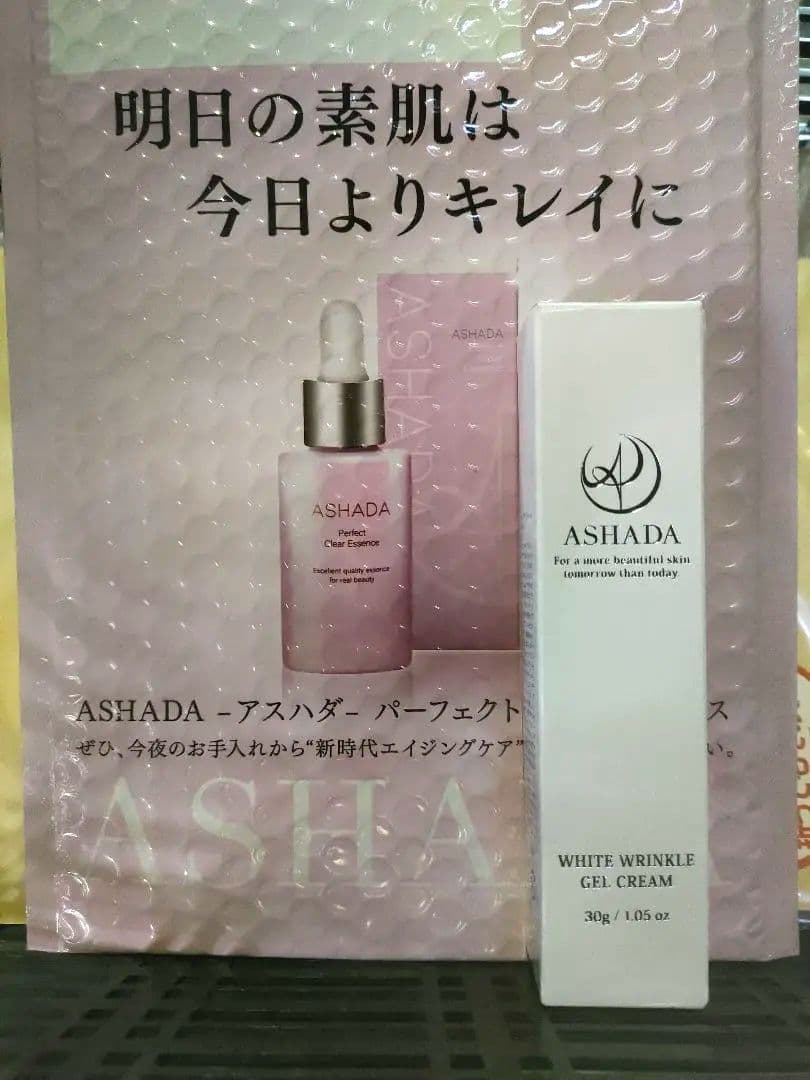 明日の素肌は
今日よりキレイに
ASHADA
ASHADA
ASHADA
Perfect
Clear Essence
Excellent quality essence
for real beauty
ASHADA
For a more beautiful skin
tomorrow than today.
ASHADA –アスハダ– パーフェクト ス
ぜひ、今夜のお手入れから“新時代エイジングケア” い。
ASHA A
WHITE WRINKLE
GEL CREAM
30g / 1.05 oz